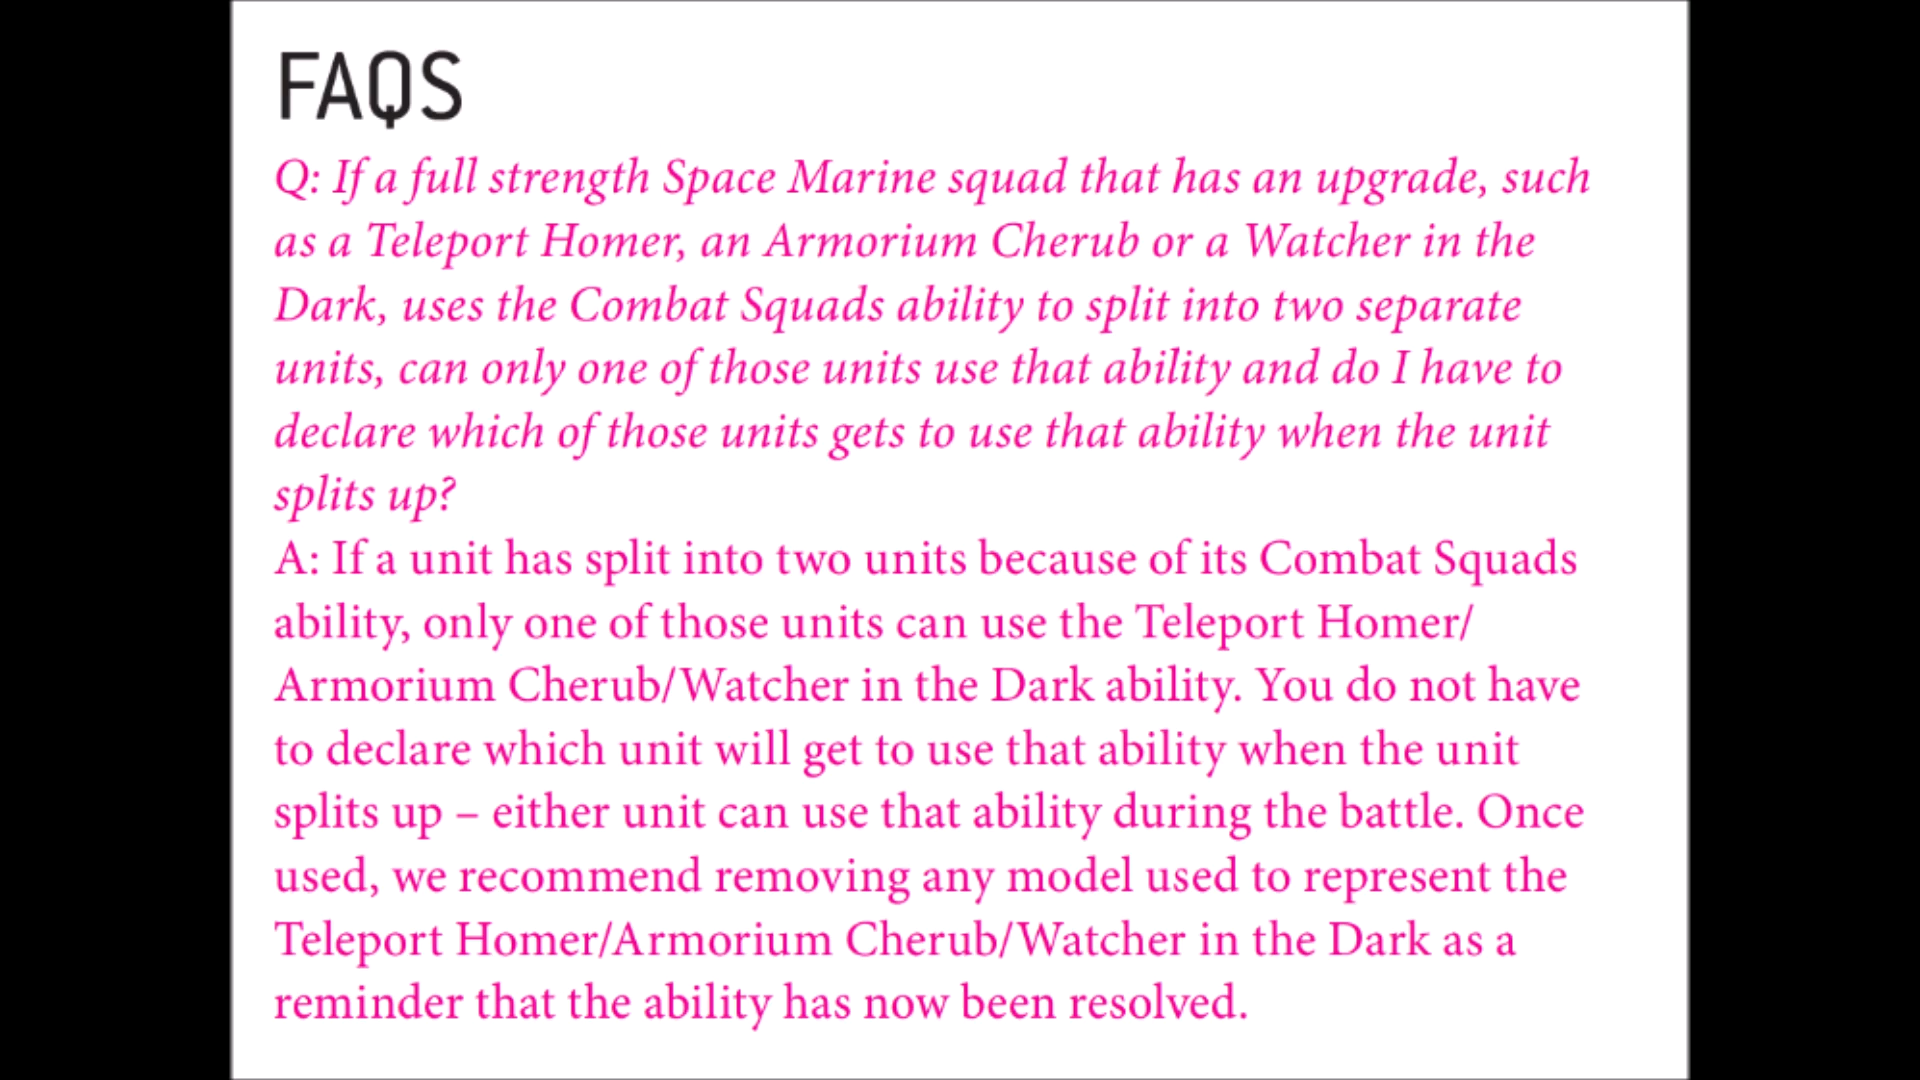 FAQS
Q: If a full strength Space Marine squad that has an upgrade, such
as a Teleport Homer, an Armorium Cherub or a Watcher in the
Dark, uses the Combat Squads ability to split into two separate
units, can only one of those units use that ability and do I have to
declare which of those units gets to use that ability when the unit
splits up?
A: If a unit has split into two units because of its Combat Squads
ability, only one of those units can use the Teleport Homer/
Armorium Cherub/Watcher in the Dark ability. You do not have
to declare which unit will get to use that ability when the unit
splits up – either unit can use that ability during the battle. Once
used, we recommend removing any model used to represent the
Teleport Homer/Armorium Cherub/Watcher in the Dark as a
reminder that the ability has now been resolved.